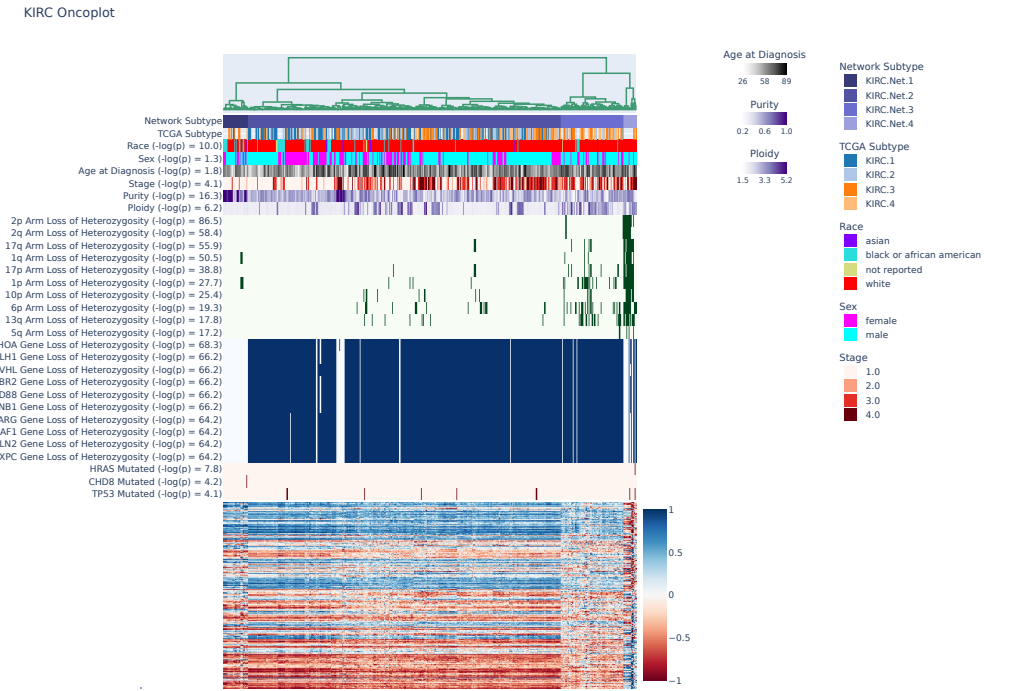 KIRC Oncoplot
Network Subtype
TCGA Subtype
Race (-log(p) = 10.0)
Sex (-log(p) = 1.3)
Age at Diagnosis (-log(p) = 1.8)
Stage (-log(p) = 4.1)
Purity (-log(p) = 16.3)
Ploidy (-log(p) = 6.2)
2p Arm Loss of Heterozygosity (-log(p) = 86.5)
2q Arm Loss of Heterozygosity (-log(p) = 58.4)
17q Arm Loss of Heterozygosity (-log(p) = 55.9)
1q Arm Loss of Heterozygosity (-log(p) = 50.5)
17p Arm Loss of Heterozygosity (-log(p) = 38.8)
1p Arm Loss of Heterozygosity (-log(p) = 27.7)
10p Arm Loss of Heterozygosity (-log(p) = 25.4)
6p Arm Loss of Heterozygosity (-log(p) = 19.3)
13q Arm Loss of Heterozygosity (-log(p) = 17.8)
5q Arm Loss of Heterozygosity (-log(p) = 17.2)
HOA Gene Loss of Heterozygosity (-log(p) = 68.3)
LH1 Gene Loss of Heterozygosity (-log(p) = 66.2)
VHL Gene Loss of Heterozygosity (-log(p) = 66.2)
BR2 Gene Loss of Heterozygosity (-log(p) = 66.2)
D88 Gene Loss of Heterozygosity (-log(p) = 66.2)
NB1 Gene Loss of Heterozygosity (-log(p) = 66.2)
ARG Gene Loss of Heterozygosity (-log(p) = 64.2)
AF1 Gene Loss of Heterozygosity (-log(p) = 64.2)
LN2 Gene Loss of Heterozygosity (-log(p) = 64.2)
XPC Gene Loss of Heterozygosity (-log(p) = 64.2)
HRAS Mutated (-log(p) = 7.8)
CHD8 Mutated (-log(p) = 4.2)
TP53 Mutated (-log(p) = 4.1)
1
0.5
0
−0.5
−1
Age at Diagnosis
26 58 89
Purity
0.2 0.6 1.0
Ploidy
1.5 3.3 5.2
Network Subtype
KIRC.Net.1
KIRC.Net.2
KIRC.Net.3
KIRC.Net.4
TCGA Subtype
KIRC.1
KIRC.2
KIRC.3
KIRC.4
Race
asian
black or african american
not reported
white
Sex
female
male
Stage
1.0
2.0
3.0
4.0